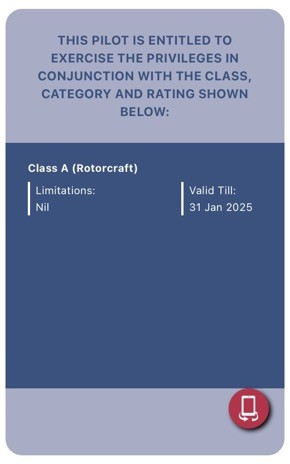 THIS PILOT IS ENTITLED TO
EXERCISE THE PRIVILEGES IN
CONJUNCTION WITH THE CLASS,
CATEGORY AND RATING SHOWN
BELOW:
Class A (Rotorcraft)
Limitations:
Nil
Valid Till:
31 Jan 2025